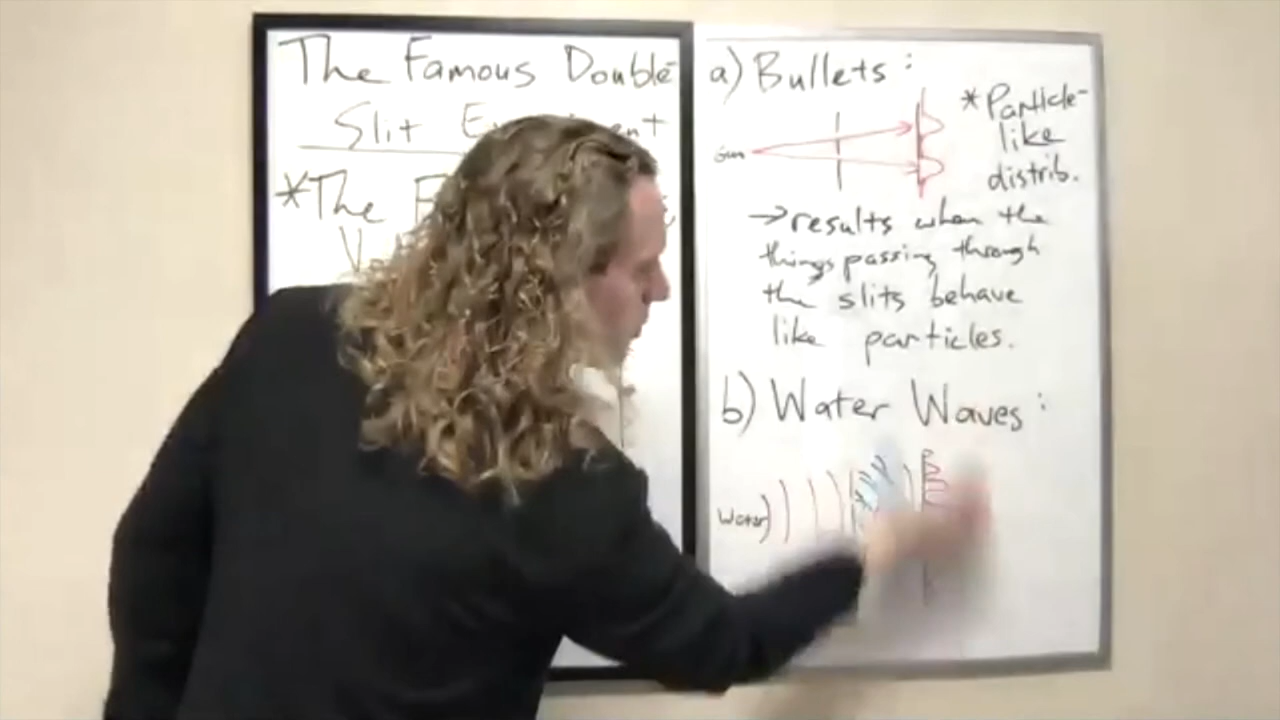 The Famous Double-
Slit
*The
a) Bullets:
Gun
*Particle-
like
distrib.
→results when the
things passing through
the slits behave
like particles.
b) Water Waves:
Water